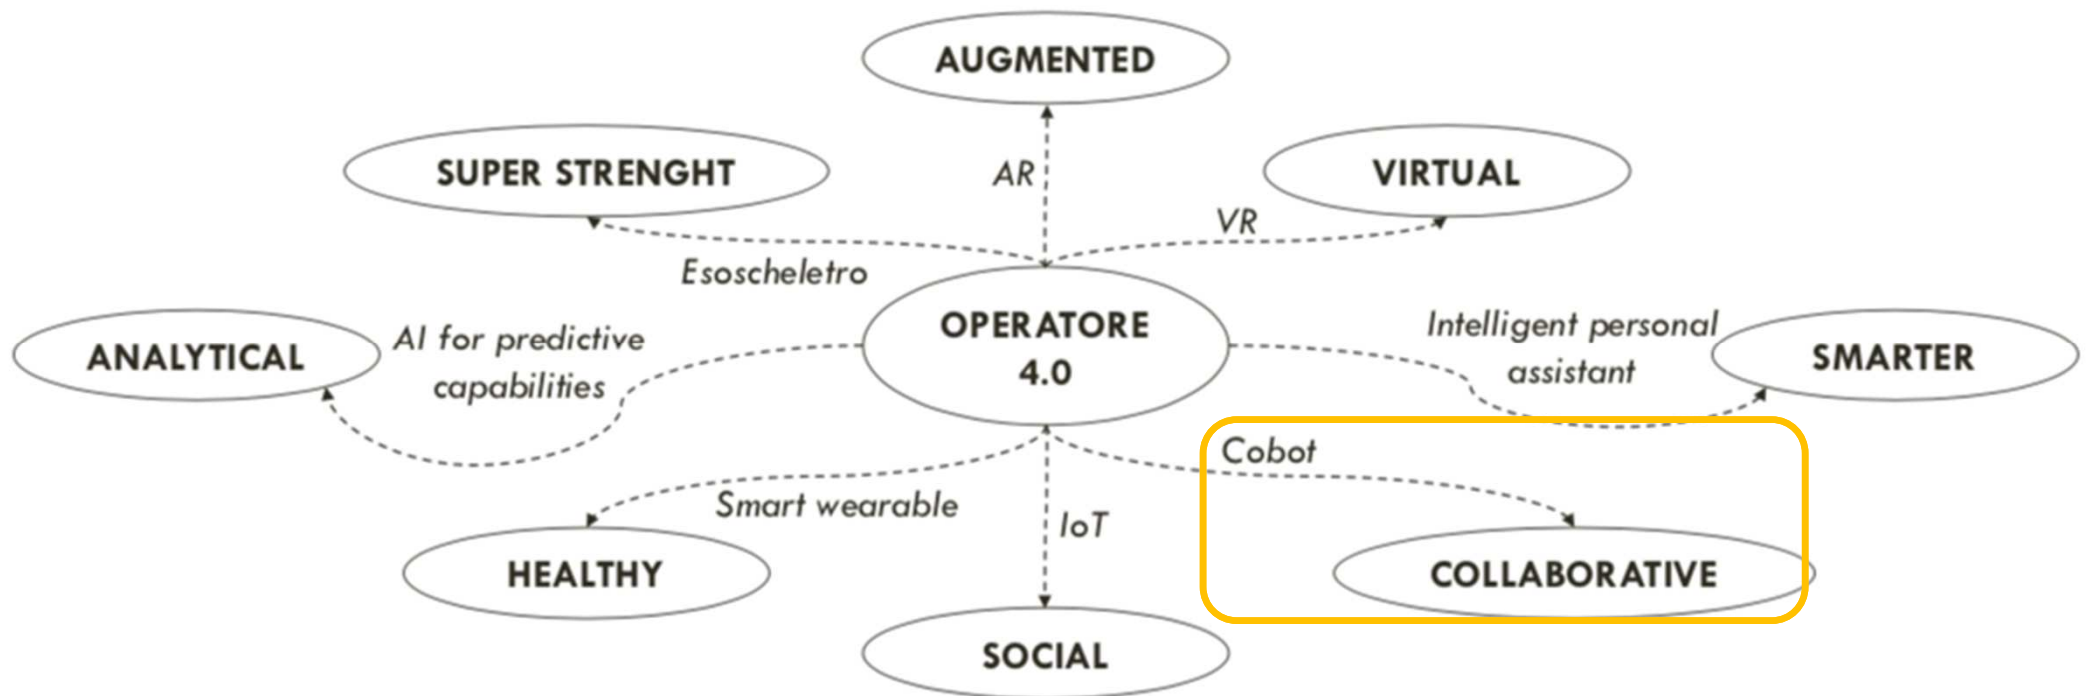 AUGMENTED
SUPER STRENGHT
AR
VIRTUAL
VR
Esoscheletro
OPERATORE
4.0
ANALYTICAL
AI for predictive
capabilities
Intelligent personal
assistant
SMARTER
Cobot
Smart wearable
IoT
HEALTHY
COLLABORATIVE
SOCIAL